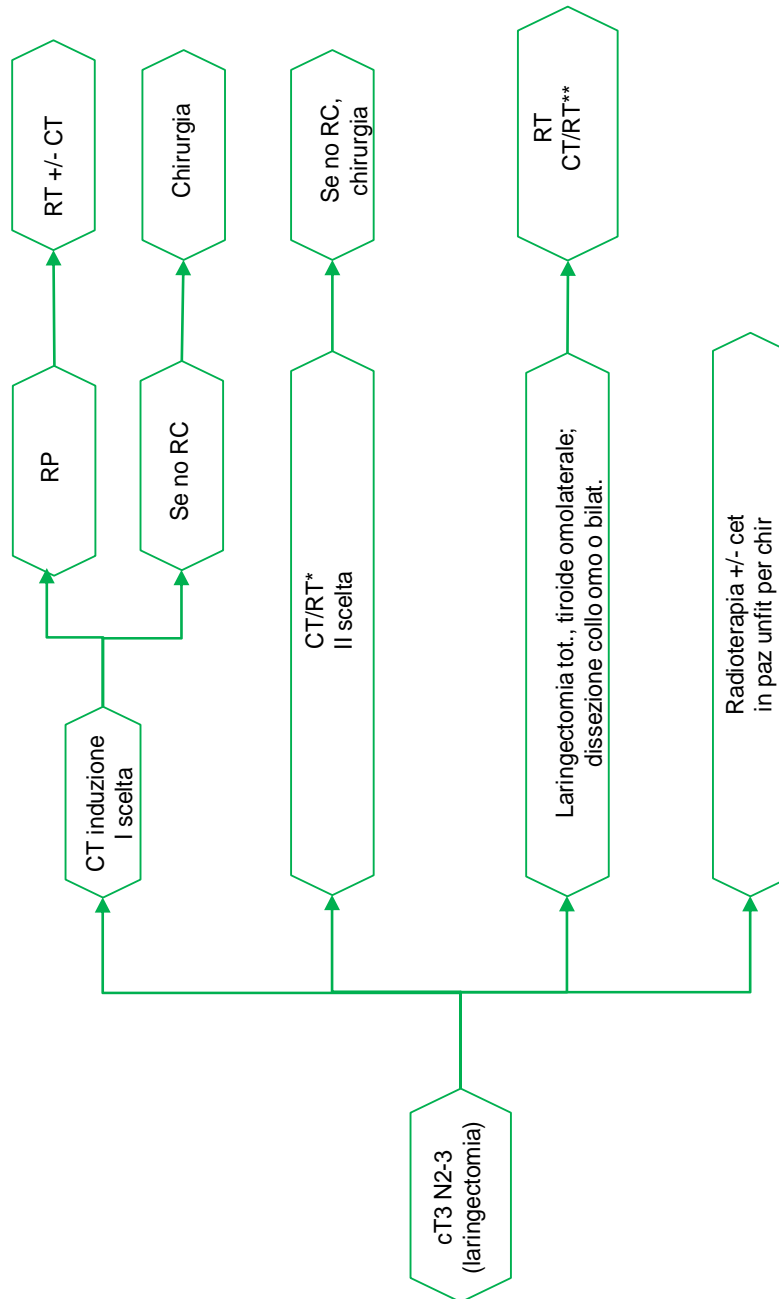 cT3 N2-3
(laringectomia)
CT induzione
I scelta
RP
RT +/- CT
Se no RC
Chirurgia
CT/RT*
II scelta
Se no RC,
chirurgia
Laringectomia tot., tiroide omolaterale;
dissezione collo omo o bilat.
RT
CT/RT**
Radioterapia +/- cet
in paz unfit per chir